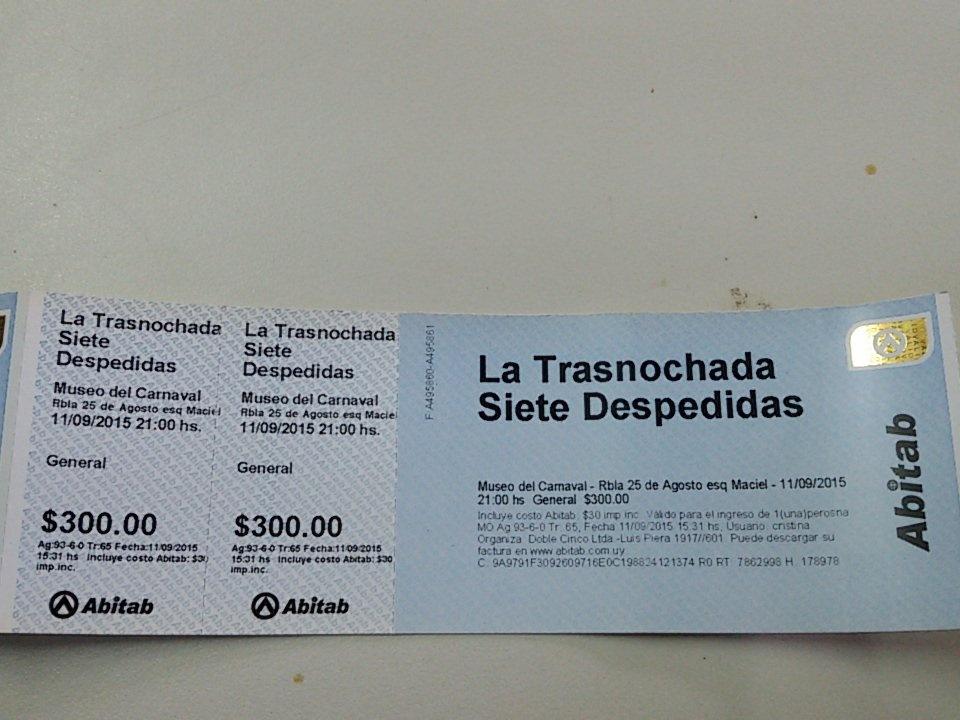 La Trasnochada
Siete
Despedidas
Museo del Carnaval
Rbla 25 de Agosto esq Maciel
11/09/2015 21:00 hs.
General
$300.00
Ag:93-6-0 Tr:65 Fecha:11/09/2015
15:31 hs Incluye costo Abitab: $30
imp.inc.
Abitab
La Trasnochada
Siete
Despedidas
Museo del Carnaval
Rbla 25 de Agosto esq Maciel
11/09/2015 21:00 hs.
General
$300.00
Ag:93-6-0 Tr:65 Fecha:11/09/2015
15:31 hs Incluye costo Abitab: $30
imp.inc.
Abitab
F A495860-A495861
La Trasnochada
Siete Despedidas
Museo del Carnaval - Rbla 25 de Agosto esq Maciel - 11/09/2015
21:00 hs General $300.00
Incluye costo Abitab: $30 imp inc. Válido para el ingreso de 1(una)perosna
MO Ag 93-6-0 Tr: 65, Fecha 11/09/2015 15:31 hs, Usuario: cristina
Organiza: Doble Cinco Ltda -Luis Piera 1917//601. Puede descargar su
factura en www.abitab.com.uy
C: 9A9791F3092609716E0C198824121374 R0 RT: 7862998 H: 178978
Abitab